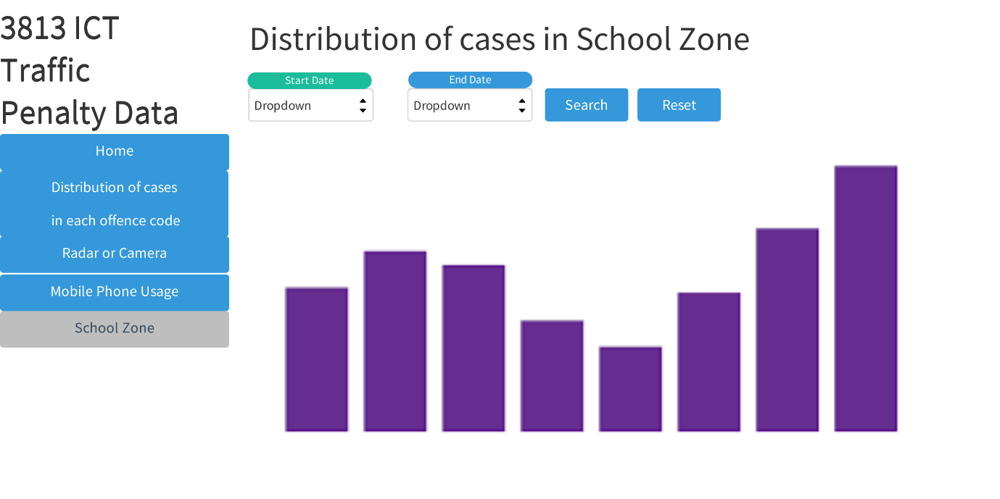 3813 ICT
Traffic
Penalty Data
Home
Distribution of cases
in each offence code
Radar or Camera
Mobile Phone Usage
School Zone
Distribution of cases in School Zone
Start Date
End Date
Dropdown
Dropdown
Search
Reset